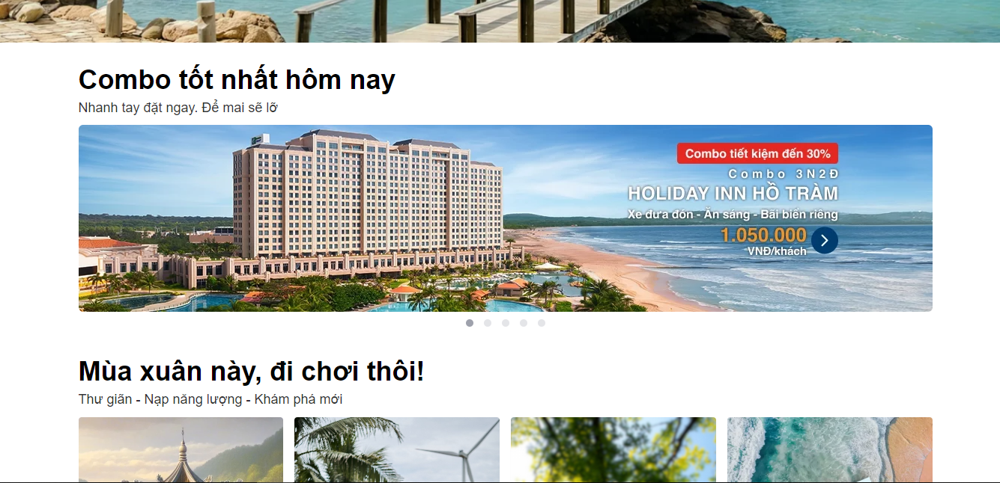 Combo tốt nhất hôm nay
Nhanh tay đặt ngay. Để mai sẽ lỡ
Combo tiết kiệm đến 30%
Combo 3N2Đ
HOLIDAY INN HỒ TRÀM
Xe đưa đón - Ăn sáng - Bãi biển riêng
1.050.000
VNĐ/khách
Mùa xuân này, đi chơi thôi!
Thư giãn - Nạp năng lượng - Khám phá mới